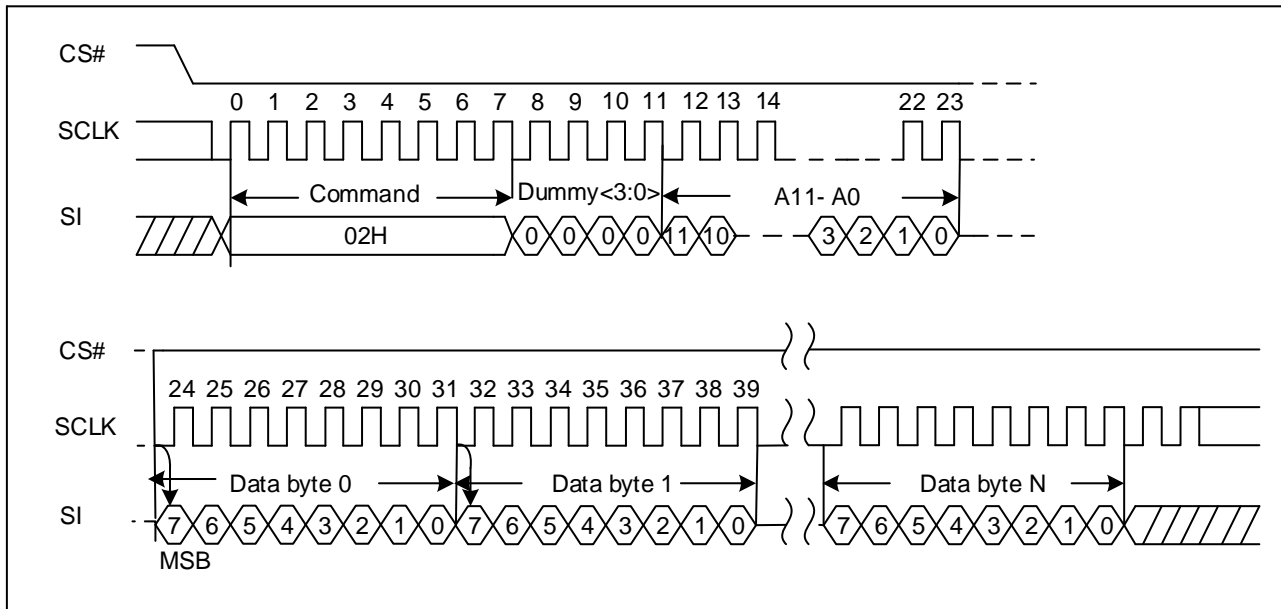 CS#
0 1 2 3 4 5 6 7 8 9 10 11 12 13 14 22 23
SCLK
Command Dummy<3:0> A11- A0
SI
02H 0 0 0 0 11 10 3 2 1 0
CS#
24 25 26 27 28 29 30 31 32 33 34 35 36 37 38 39
SCLK
Data byte 0 Data byte 1 Data byte N
SI
7 6 5 4 3 2 1 0 7 6 5 4 3 2 1 0 7 6 5 4 3 2 1 0
MSB